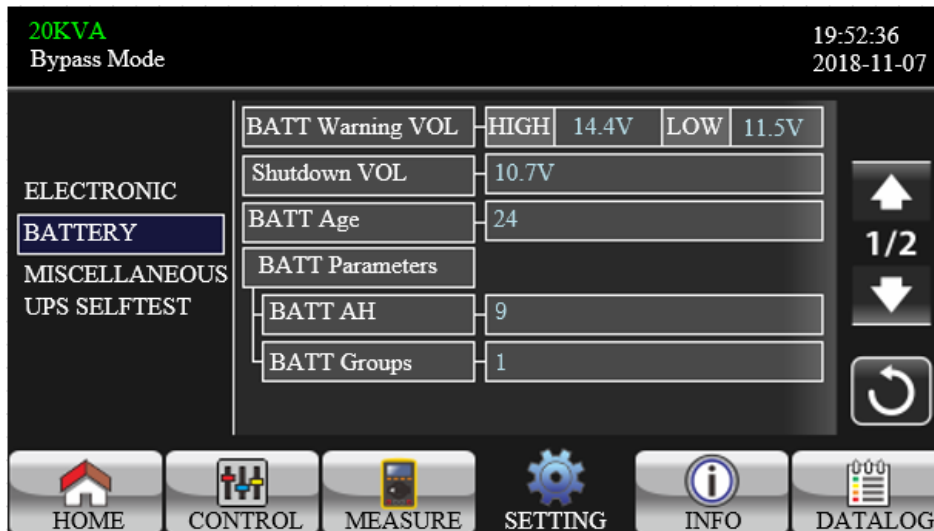 20KVA
Bypass Mode
19:52:36
2018-11-07
ELECTRONIC
BATTERY
MISCELLANEOUS
UPS SELFTEST
BATT Warning VOL HIGH 14.4V LOW 11.5V
Shutdown VOL 10.7V
BATT Age 24
BATT Parameters
BATT AH 9
BATT Groups 1
1/2
HOME CONTROL MEASURE SETTING INFO DATALOG